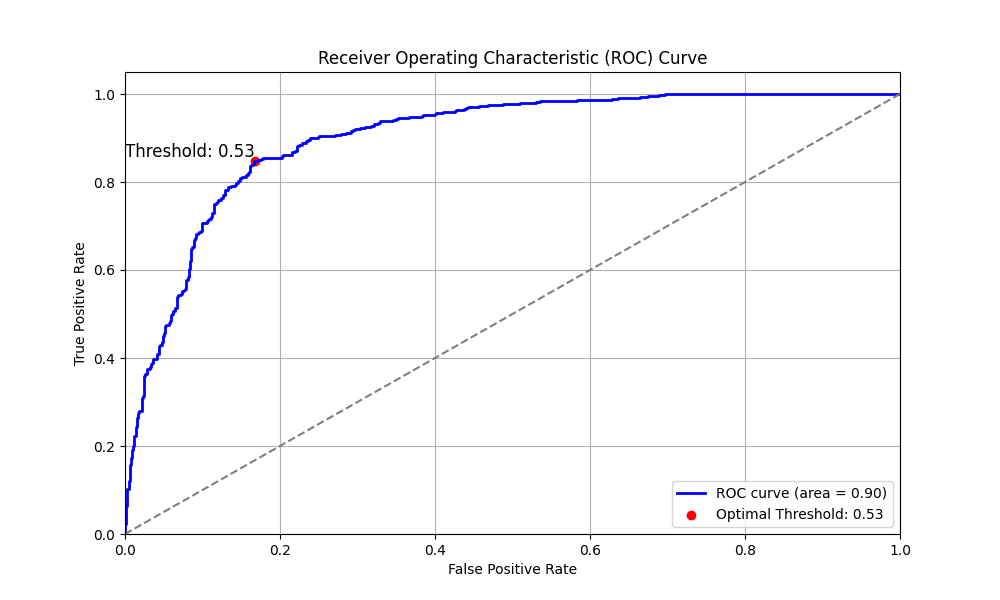 Receiver Operating Characteristic (ROC) Curve
True Positive Rate
1.0
0.8
0.6
0.4
0.2
0.0
Threshold: 0.53
ROC curve (area = 0.90)
Optimal Threshold: 0.53
0.0 0.2 0.4 0.6 0.8 1.0
False Positive Rate